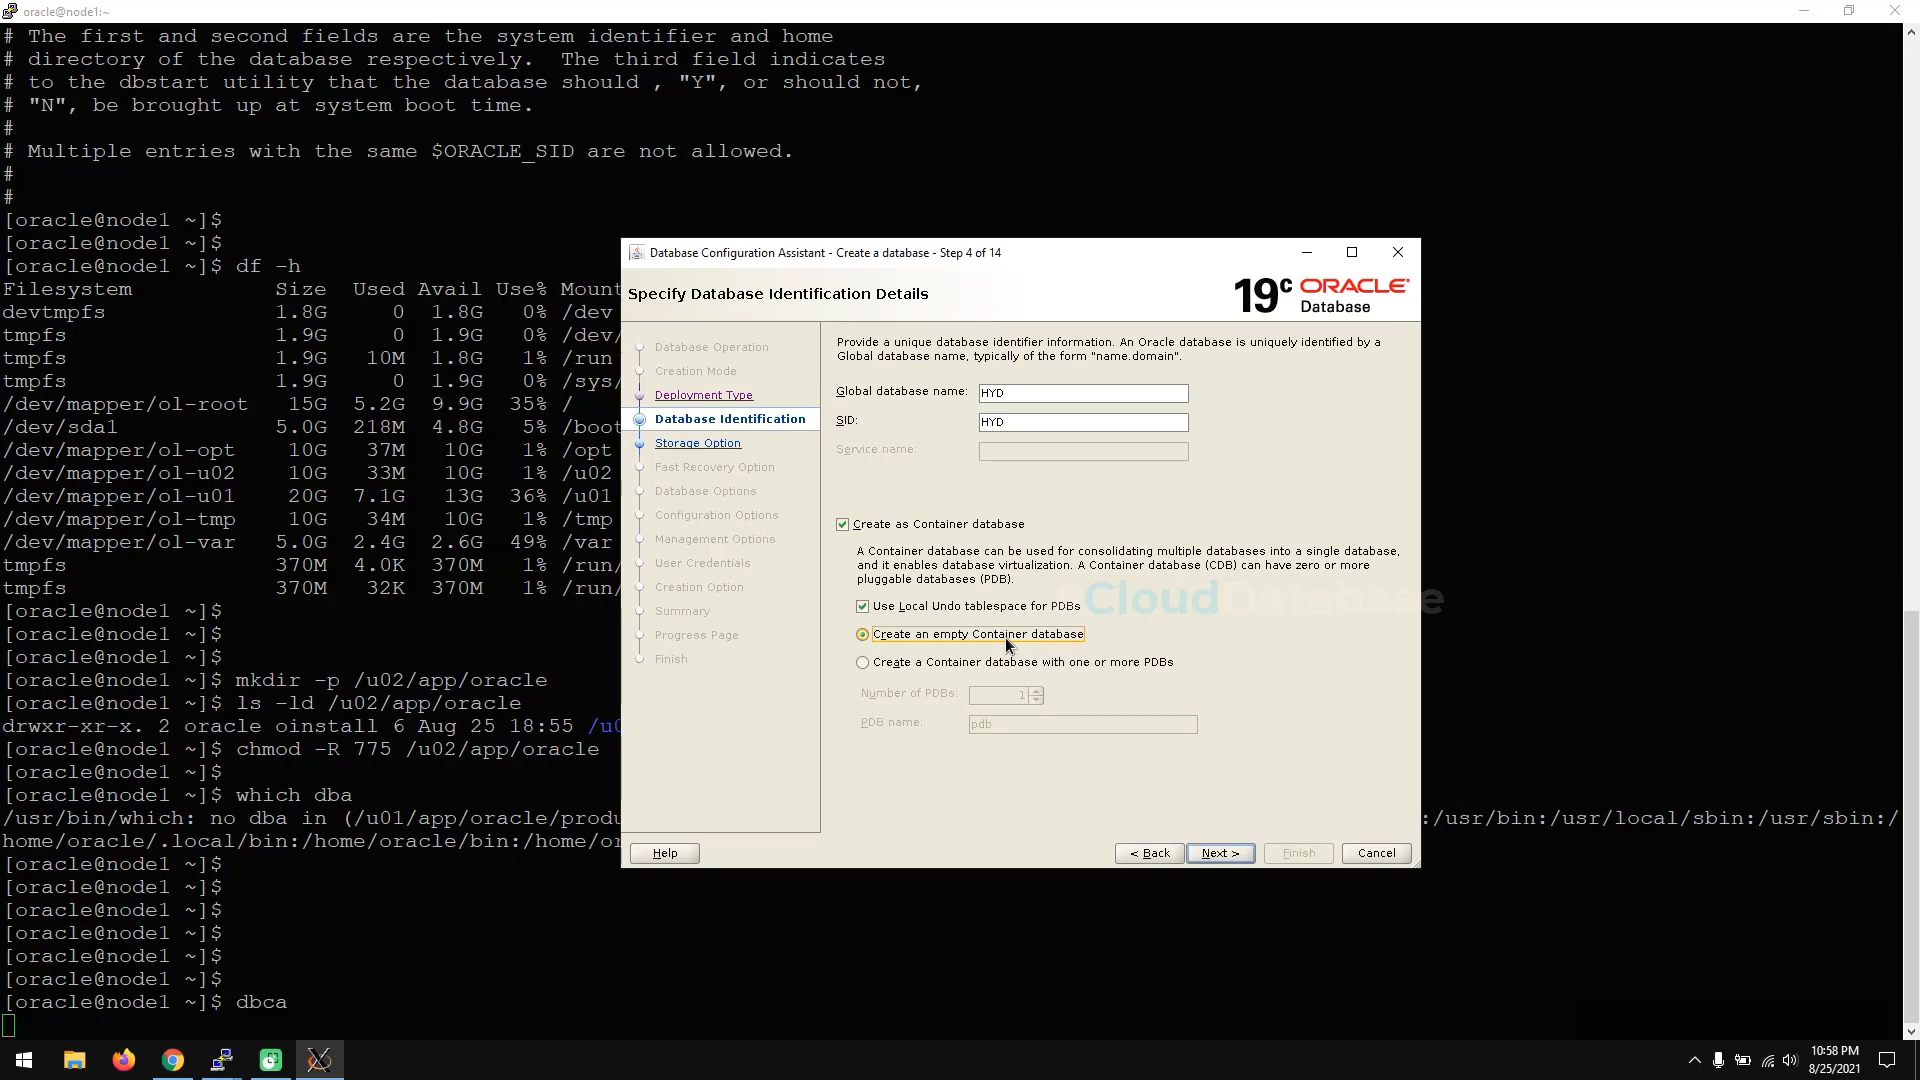 oracle@node1:~
# The first and second fields are the system identifier and home
# directory of the database respectively.  The third field indicates
# to the dbstart utility that the database should , "Y", or should not,
# "N", be brought up at system boot time.
#
# Multiple entries with the same $ORACLE_SID are not allowed.
#
#
[oracle@node1 ~]$
[oracle@node1 ~]$
[oracle@node1 ~]$ df -h
Filesystem Size Used Avail Use% Mount
devtmpfs 1.8G 0 1.8G 0% /dev
tmpfs 1.9G 0 1.9G 0% /dev/
tmpfs 1.9G 10M 1.8G 1% /run
tmpfs 1.9G 0 1.9G 0% /sys/
/dev/mapper/ol-root 15G 5.2G 9.9G 35% /
/dev/sda1 5.0G 218M 4.8G 5% /boot
/dev/mapper/ol-opt 10G 37M 10G 1% /opt
/dev/mapper/ol-u02 10G 33M 10G 1% /u02
/dev/mapper/ol-u01 20G 7.1G 13G 36% /u01
/dev/mapper/ol-tmp 10G 34M 10G 1% /tmp
/dev/mapper/ol-var 5.0G 2.4G 2.6G 49% /var
tmpfs 370M 4.0K 370M 1% /run/
tmpfs 370M 32K 370M 1% /run/
[oracle@node1 ~]$
[oracle@node1 ~]$
[oracle@node1 ~]$
[oracle@node1 ~]$ mkdir -p /u02/app/oracle
[oracle@node1 ~]$ ls -ld /u02/app/oracle
drwxr-xr-x. 2 oracle oinstall 6 Aug 25 18:55 /u0
[oracle@node1 ~]$ chmod -R 775 /u02/app/oracle
[oracle@node1 ~]$
[oracle@node1 ~]$ which dba
/usr/bin/which: no dba in (/u01/app/oracle/produ :/usr/bin:/usr/local/sbin:/usr/sbin:/
home/oracle/.local/bin:/home/oracle/bin:/home/or
[oracle@node1 ~]$
[oracle@node1 ~]$
[oracle@node1 ~]$
[oracle@node1 ~]$
[oracle@node1 ~]$
[oracle@node1 ~]$
[oracle@node1 ~]$ dbca
Database Configuration Assistant - Create a database - Step 4 of 14
Specify Database Identification Details
19c ORACLE
Database
Database Operation
Creation Mode
Deployment Type
Database Identification
Storage Option
Fast Recovery Option
Database Options
Configuration Options
Management Options
User Credentials
Creation Option
Summary
Progress Page
Finish
Provide a unique database identifier information. An Oracle database is uniquely identified by a
Global database name, typically of the form "name.domain".
Global database name: HYD
SID: HYD
Service name:
Create as Container database
A Container database can be used for consolidating multiple databases into a single database,
and it enables database virtualization. A Container database (CDB) can have zero or more
pluggable databases (PDB).
CloudDatabase
Use Local Undo tablespace for PDBs
Create an empty Container database
Create a Container database with one or more PDBs
Number of PDBs: 1
PDB name: pdb
Help
< Back
Next >
Finish
Cancel
10:58 PM
8/25/2021